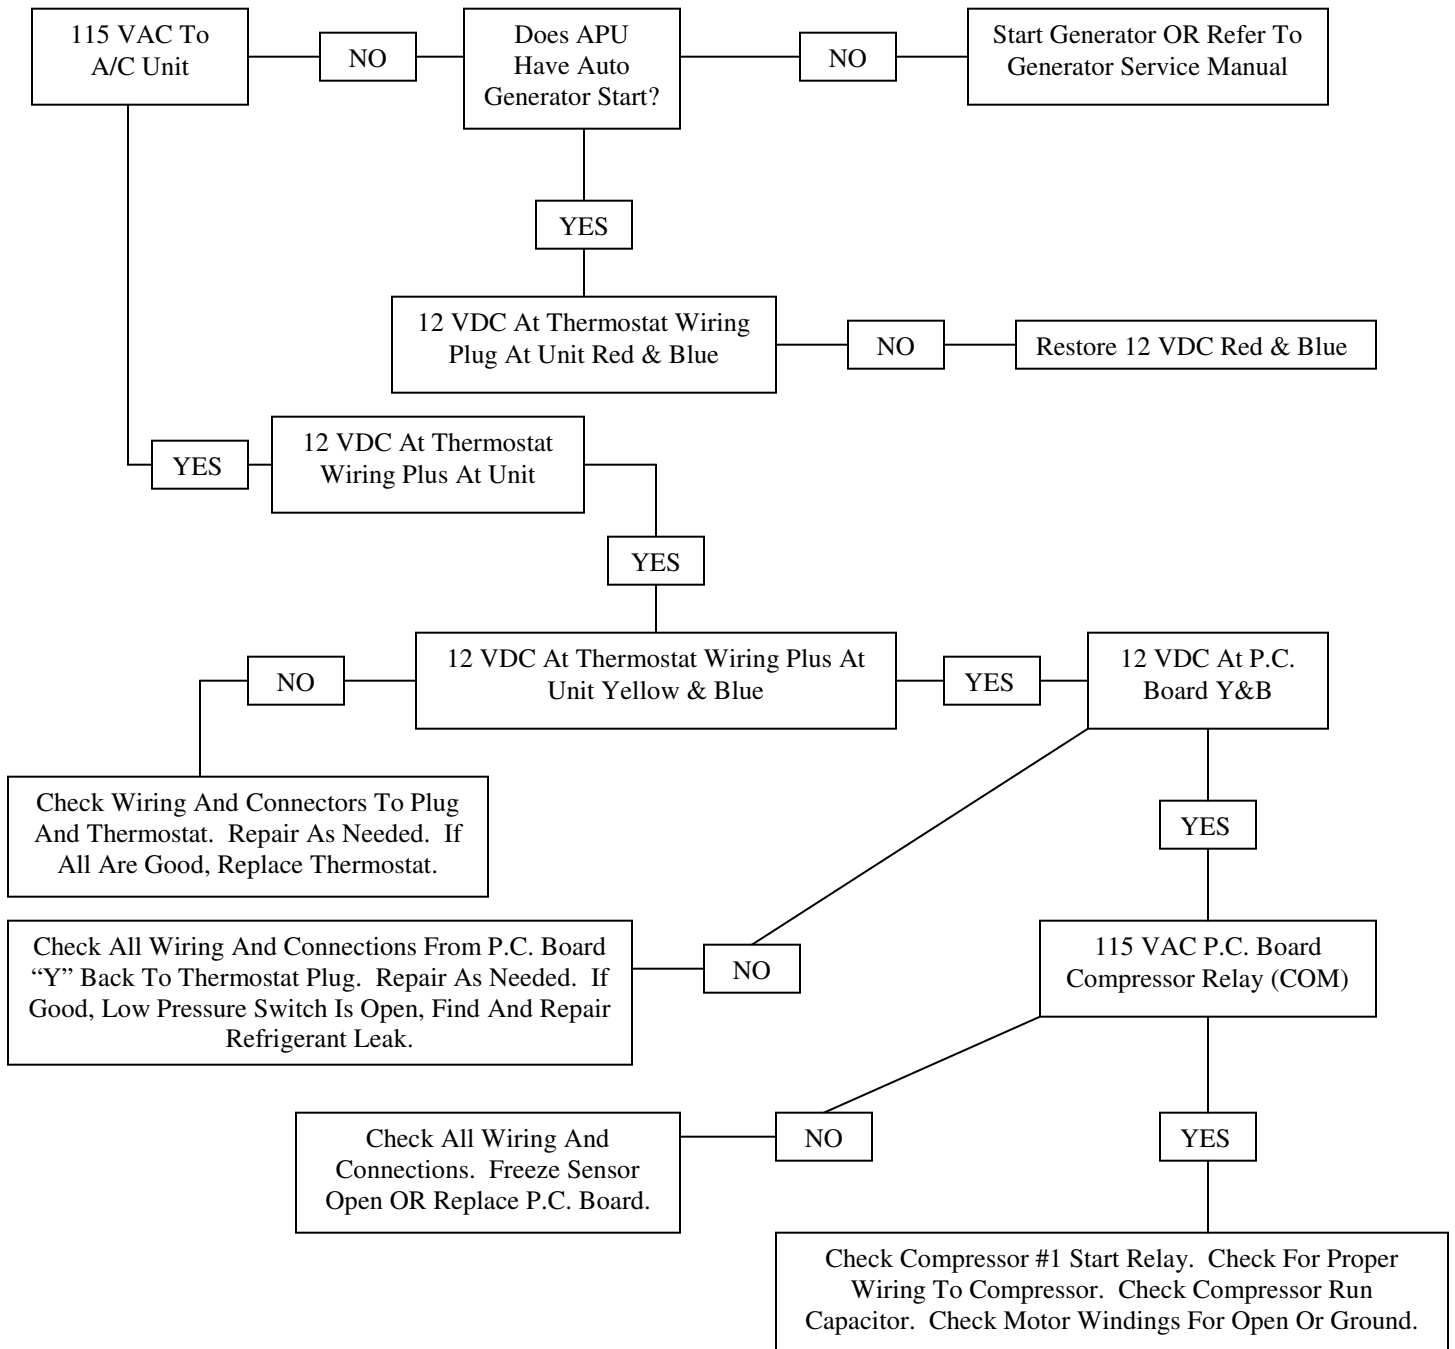 115 VAC To
A/C Unit
NO
Does APU
Have Auto
Generator Start?
NO
Start Generator OR Refer To
Generator Service Manual
YES
12 VDC At Thermostat Wiring
Plug At Unit Red & Blue
NO
Restore 12 VDC Red & Blue
YES
12 VDC At Thermostat
Wiring Plus At Unit
YES
NO
12 VDC At Thermostat Wiring Plus At
Unit Yellow & Blue
YES
12 VDC At P.C.
Board Y&B
Check Wiring And Connectors To Plug
And Thermostat. Repair As Needed. If
All Are Good, Replace Thermostat.
YES
Check All Wiring And Connections From P.C. Board
“Y” Back To Thermostat Plug. Repair As Needed. If
Good, Low Pressure Switch Is Open, Find And Repair
Refrigerant Leak.
NO
115 VAC P.C. Board
Compressor Relay (COM)
Check All Wiring And
Connections. Freeze Sensor
Open OR Replace P.C. Board.
NO
YES
Check Compressor #1 Start Relay. Check For Proper
Wiring To Compressor. Check Compressor Run
Capacitor. Check Motor Windings For Open Or Ground.